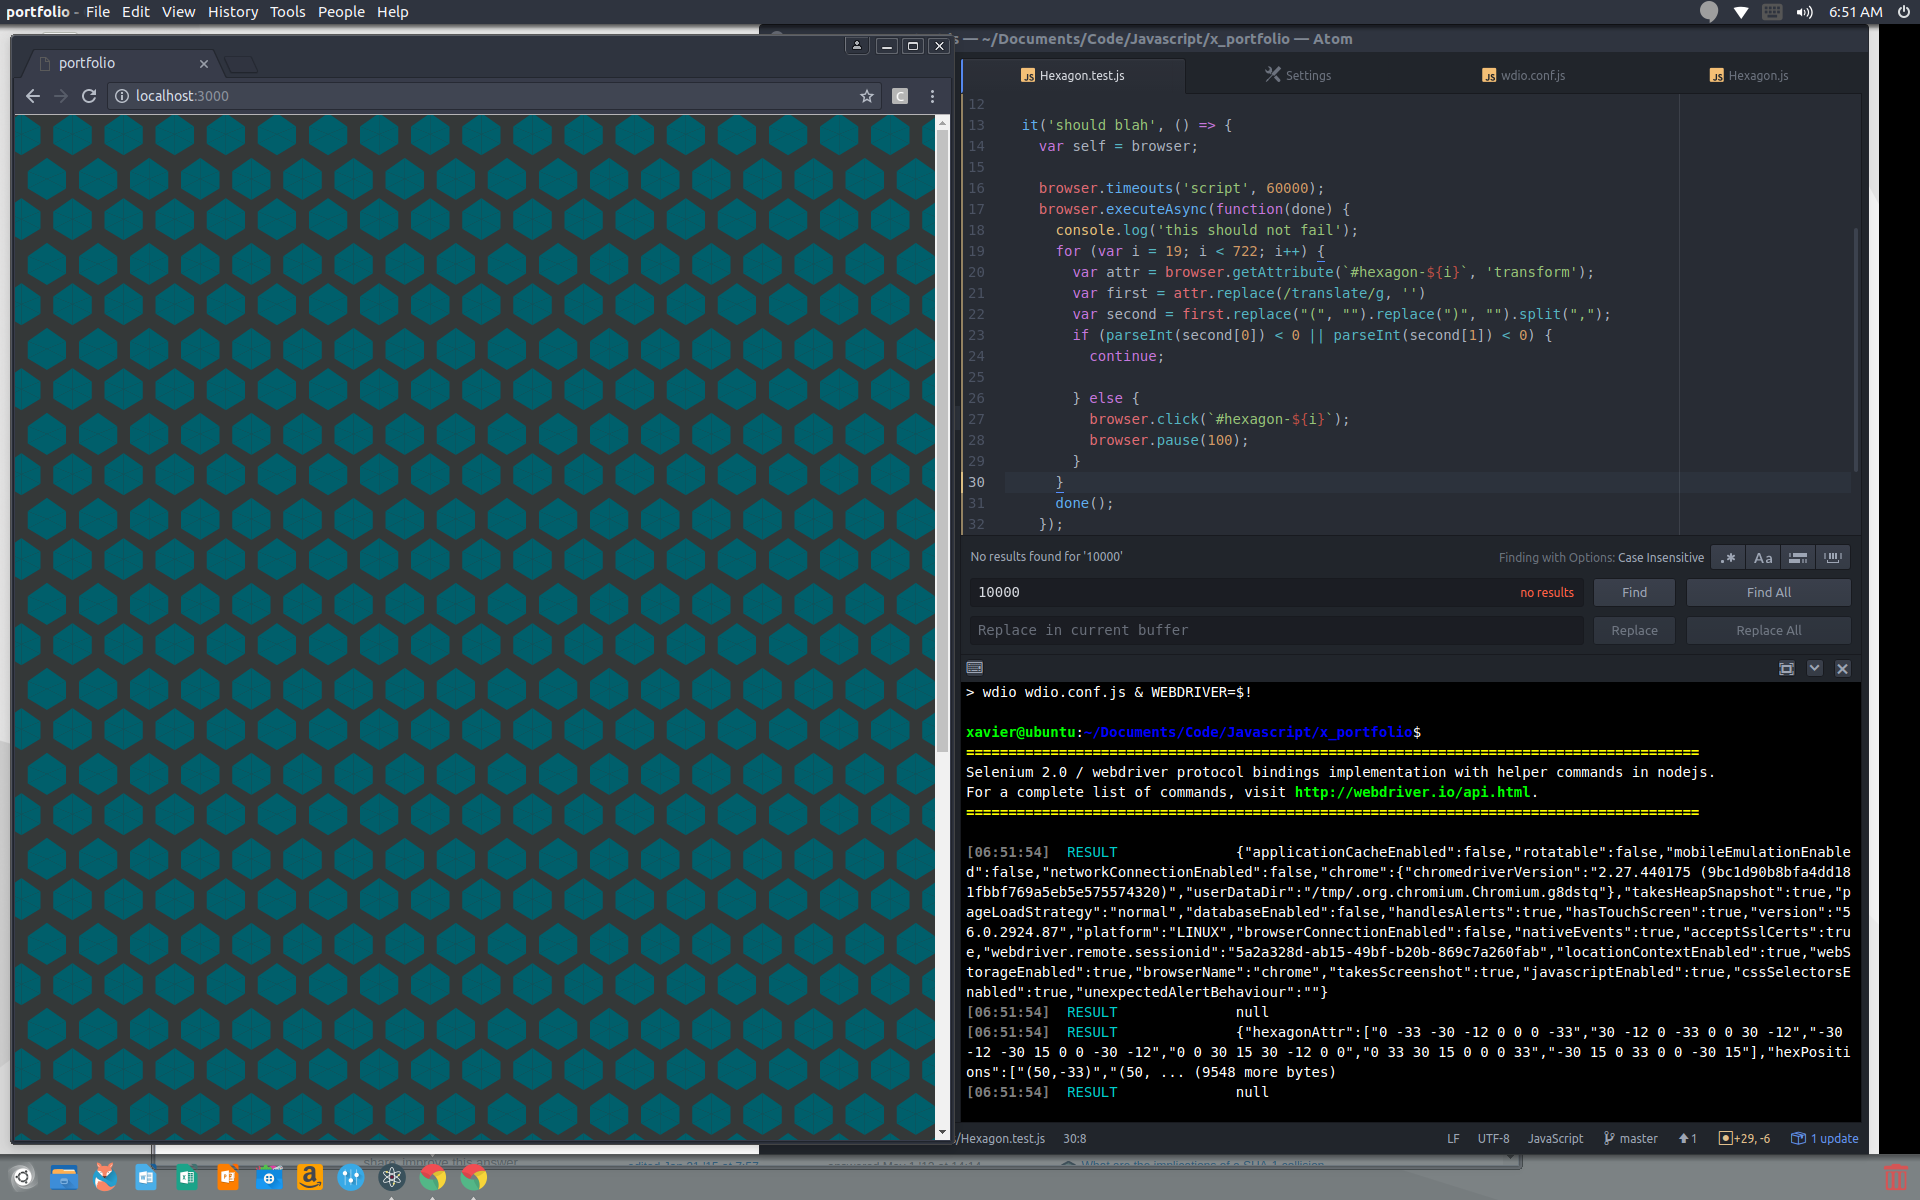 portfolio - File Edit View History Tools People Help
6:51 AM
portfolio
localhost:3000
C
— ~/Documents/Code/Javascript/x_portfolio — Atom
Hexagon.test.js
Settings
wdio.conf.js
Hexagon.js
12
13 it('should blah', () => {
14 var self = browser;
15
16 browser.timeouts('script', 60000);
17 browser.executeAsync(function(done) {
18 console.log('this should not fail');
19 for (var i = 19; i < 722; i++) {
20 var attr = browser.getAttribute(`#hexagon-${i}`, 'transform');
21 var first = attr.replace(/translate/g, '')
22 var second = first.replace("(", "").replace(")", "").split(",");
23 if (parseInt(second[0]) < 0 || parseInt(second[1]) < 0) {
24 continue;
25
26 } else {
27 browser.click(`#hexagon-${i}`);
28 browser.pause(100);
29 }
30 }
31 done();
32 });
No results found for '10000'
Finding with Options: Case Insensitive
.* Aa
10000
no results
Find
Find All
Replace in current buffer
Replace
Replace All
> wdio wdio.conf.js & WEBDRIVER=$!
xavier@ubuntu:~/Documents/Code/Javascript/x_portfolio$
=======================================================================================
Selenium 2.0 / webdriver protocol bindings implementation with helper commands in nodejs.
For a complete list of commands, visit http://webdriver.io/api.html.
=======================================================================================
[06:51:54] RESULT {"applicationCacheEnabled":false,"rotatable":false,"mobileEmulationEnable
d":false,"networkConnectionEnabled":false,"chrome":{"chromedriverVersion":"2.27.440175 (9bc1d90b8bfa4dd18
1fbbf769a5eb5e575574320)","userDataDir":"/tmp/.org.chromium.Chromium.g8dstq"},"takesHeapSnapshot":true,"p
ageLoadStrategy":"normal","databaseEnabled":false,"handlesAlerts":true,"hasTouchScreen":true,"version":"5
6.0.2924.87","platform":"LINUX","browserConnectionEnabled":false,"nativeEvents":true,"acceptSslCerts":tru
e,"webdriver.remote.sessionid":"5a2a328d-ab15-49bf-b20b-869c7a260fab","locationContextEnabled":true,"webS
torageEnabled":true,"browserName":"chrome","takesScreenshot":true,"javascriptEnabled":true,"cssSelectorsE
nabled":true,"unexpectedAlertBehaviour":""}
[06:51:54] RESULT null
[06:51:54] RESULT {"hexagonAttr":["0 -33 -30 -12 0 0 0 -33","30 -12 0 -33 0 0 30 -12","-30
-12 -30 15 0 0 -30 -12","0 0 30 15 30 -12 0 0","0 33 30 15 0 0 0 33","-30 15 0 33 0 0 -30 15"],"hexPositi
ons":["(50,-33)","(50, ... (9548 more bytes)
[06:51:54] RESULT null
/Hexagon.test.js 30:8
LF UTF-8 JavaScript master 1 +29, -6 1 update